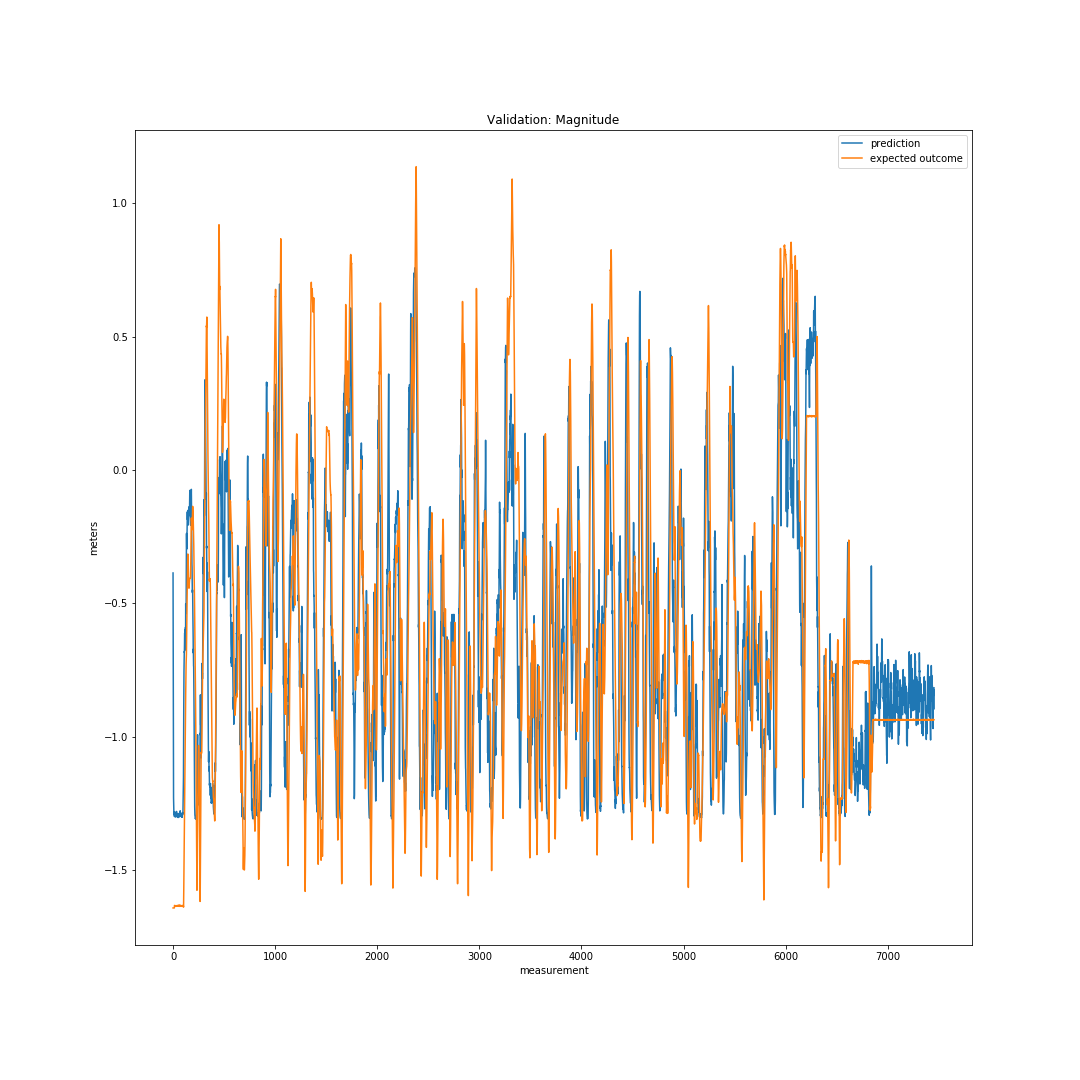 Validation: Magnitude
prediction
expected outcome
1.0
0.5
0.0
−0.5
−1.0
−1.5
meters
0 1000 2000 3000 4000 5000 6000 7000
measurement